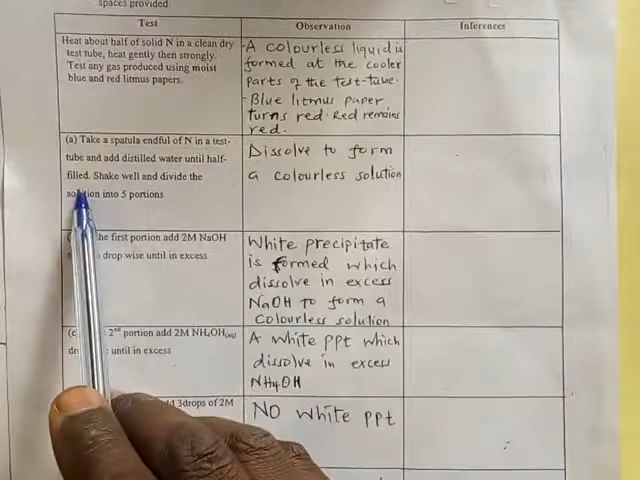 spaces provided
Test
Observation
Inferences
Heat about half of solid N in a clean dry
test tube, heat gently then strongly.
Test any gas produced using moist
blue and red litmus papers.
- A colourless liquid is
formed at the cooler
parts of the test-tube.
- Blue litmus paper
turns red. Red remains
red.
(a) Take a spatula endful of N in a test-
tube and add distilled water until half-
filled. Shake well and divide the
solution into 5 portions
Dissolve to form
a colourless solution
the first portion add 2M NaOH
drop wise until in excess
White precipitate
is formed which
dissolve in excess
NaOH to form a
colourless solution
(c 2nd portion add 2M NH4OH(aq)
until in excess
A white ppt which
dissolve in excess
NH4OH
3drops of 2M
NO white ppt